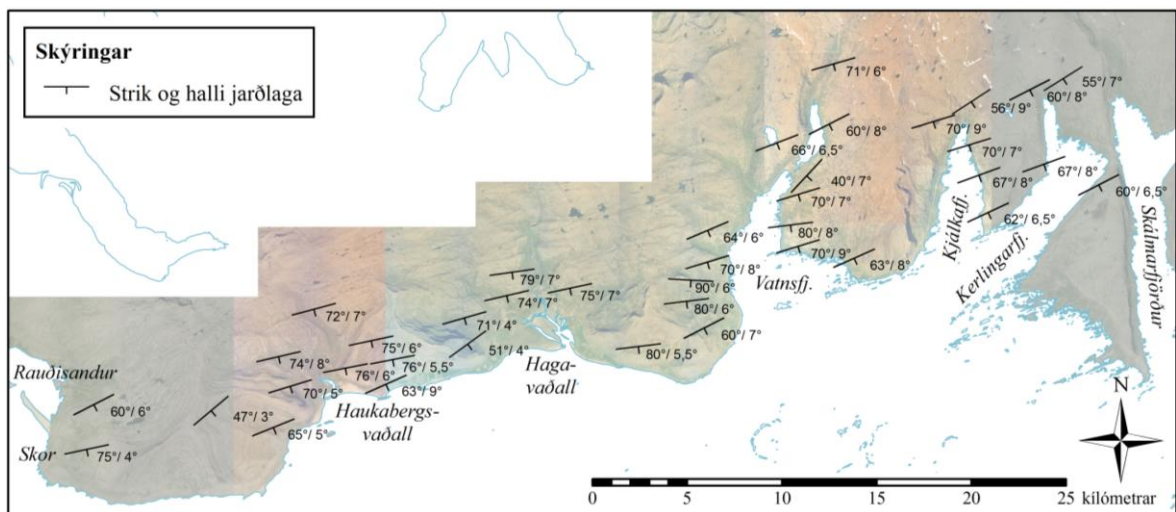 Skýringar
Strik og halli jarðlaga
71°/ 6°
55°/ 7°
60°/ 8°
56°/ 9°
60°/ 8°
70°/ 9°
66°/ 6,5°
70°/ 7°
67°/ 8°
40°/ 7°
67°/ 8°
60°/ 6,5°
70°/ 7°
62°/ 6,5°
80°/ 8°
64°/ 6°
70°/ 9°
63°/ 8°
70°/ 8°
Kjálkafj.
Kerlingarfj.
Skálmarfjörður
Vatnsfj.
79°/ 7°
75°/ 7°
90°/ 6°
74°/ 7°
80°/ 6°
72°/ 7°
71°/ 4°
60°/ 7°
75°/ 6°
51°/ 4°
80°/ 5,5°
74°/ 8°
76°/ 5,5°
76°/ 6°
63°/ 9°
70°/ 5°
Haga-
vaðall
Rauðisandur
Haukabergs-
vaðall
60°/ 6°
47°/ 3°
65°/ 5°
Skor
75°/ 4°
N
0 5 10 15 20 25
kílómetrar